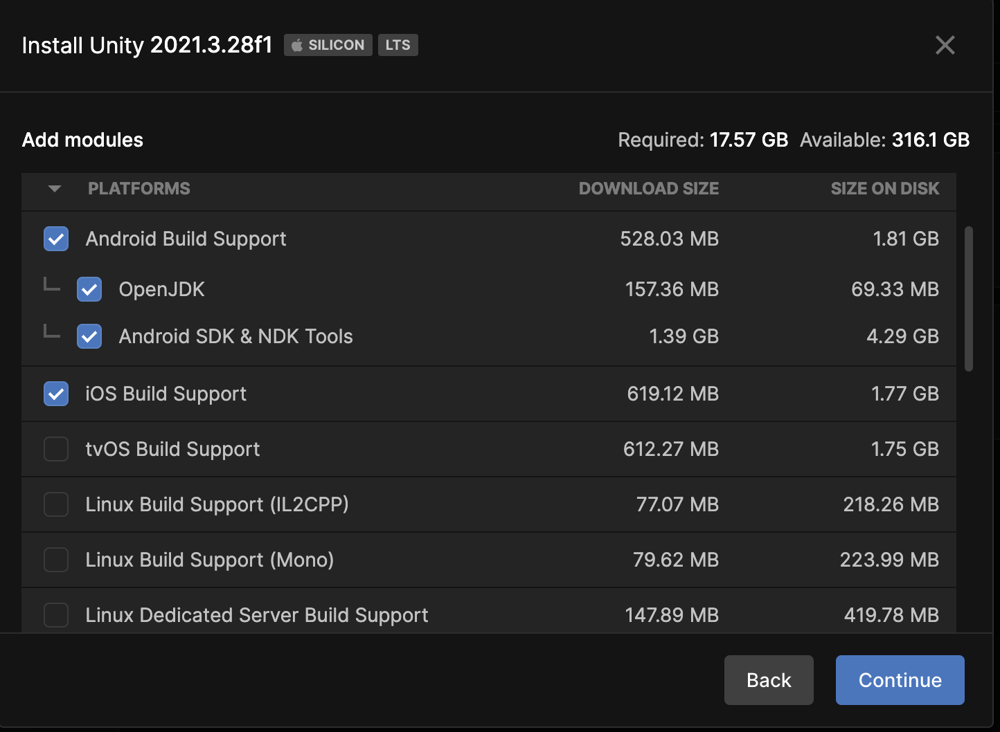 Install Unity 2021.3.28f1 SILICON LTS
Add modules Required: 17.57 GB Available: 316.1 GB
PLATFORMS DOWNLOAD SIZE SIZE ON DISK
Android Build Support 528.03 MB 1.81 GB
OpenJDK 157.36 MB 69.33 MB
Android SDK & NDK Tools 1.39 GB 4.29 GB
iOS Build Support 619.12 MB 1.77 GB
tvOS Build Support 612.27 MB 1.75 GB
Linux Build Support (IL2CPP) 77.07 MB 218.26 MB
Linux Build Support (Mono) 79.62 MB 223.99 MB
Linux Dedicated Server Build Support 147.89 MB 419.78 MB
Back Continue